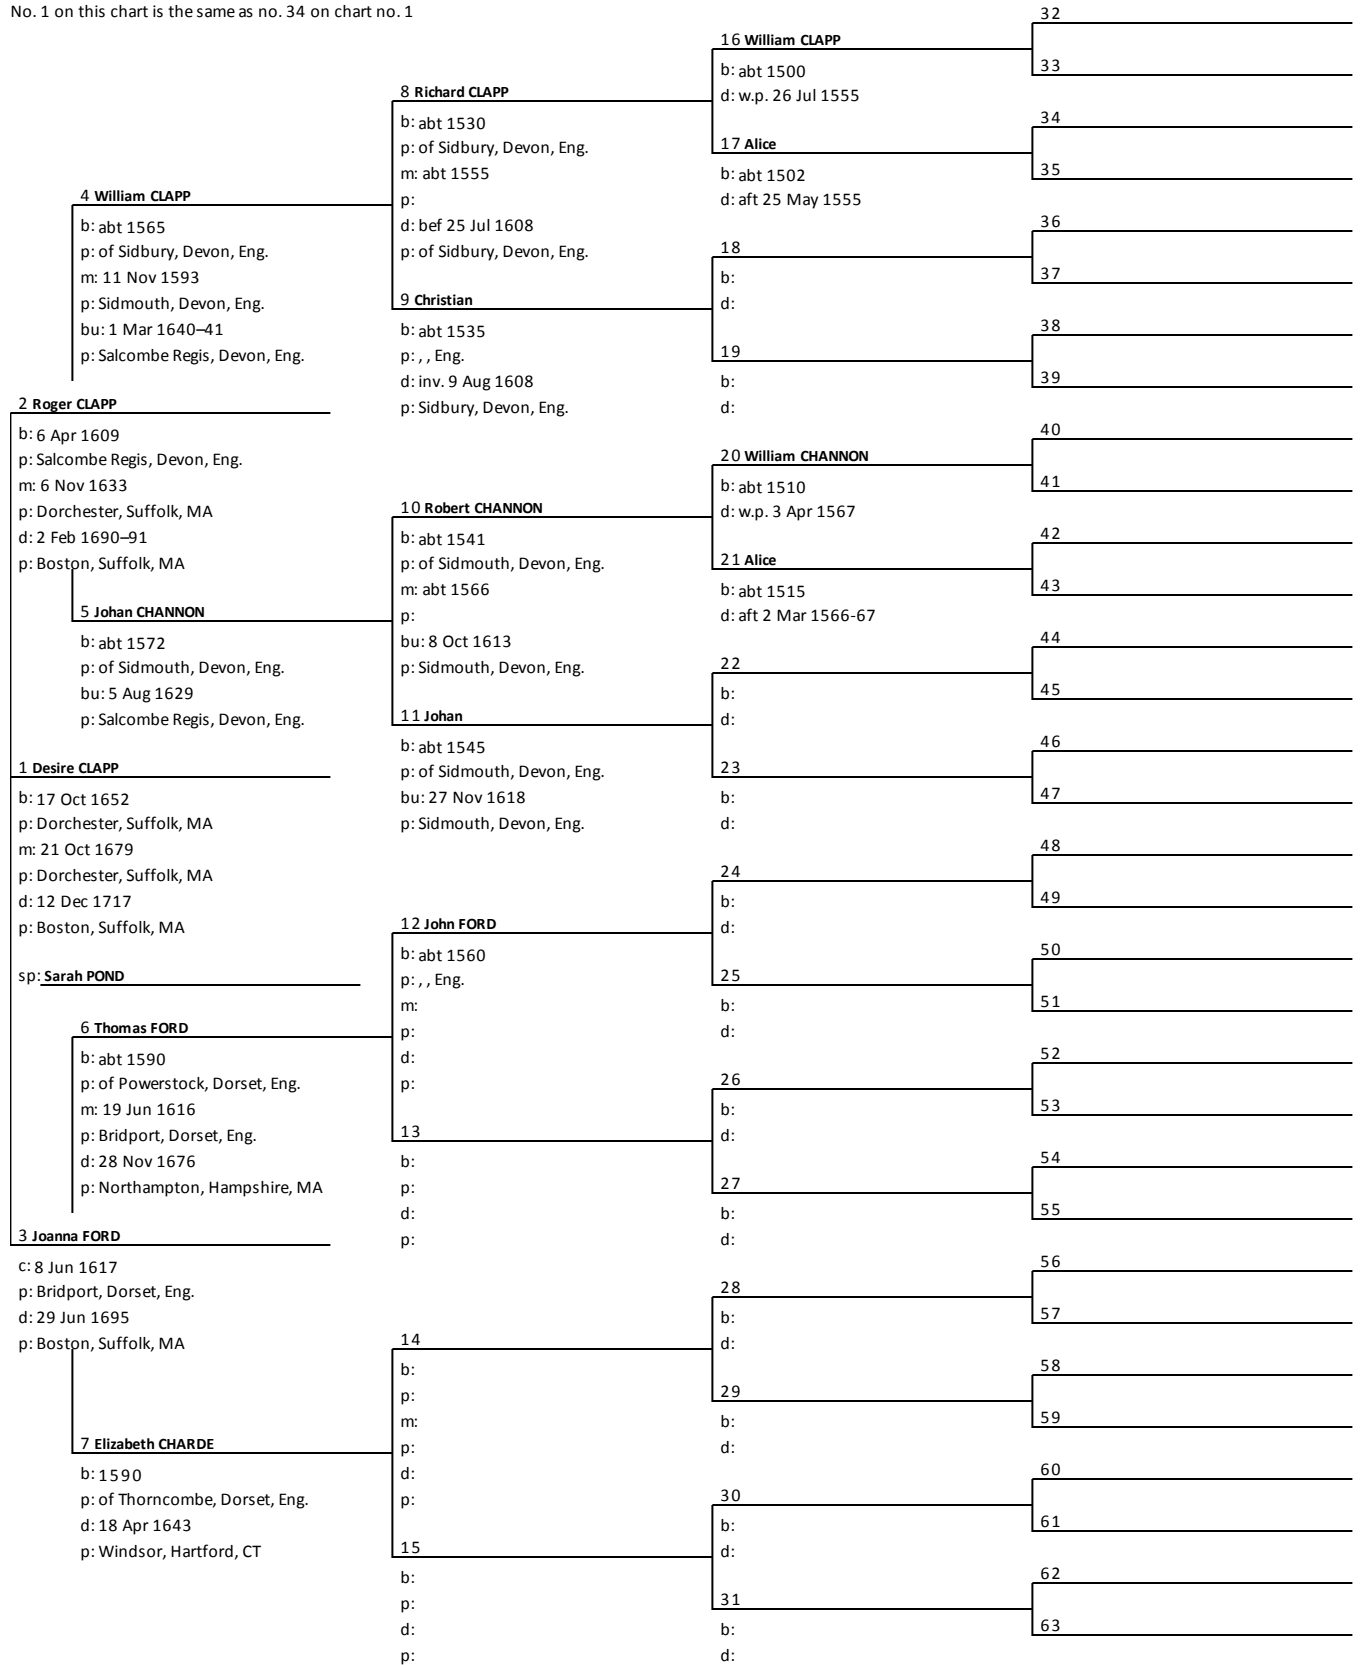 No. 1 on this chart is the same as no. 34 on chart no. 1
1 Desire CLAPP
b: 17 Oct 1652
p: Dorchester, Suffolk, MA
m: 21 Oct 1679
p: Dorchester, Suffolk, MA
d: 12 Dec 1717
p: Boston, Suffolk, MA
sp: Sarah POND
2 Roger CLAPP
b: 6 Apr 1609
p: Salcombe Regis, Devon, Eng.
m: 6 Nov 1633
p: Dorchester, Suffolk, MA
d: 2 Feb 1690–91
p: Boston, Suffolk, MA
3 Joanna FORD
c: 8 Jun 1617
p: Bridport, Dorset, Eng.
d: 29 Jun 1695
p: Boston, Suffolk, MA
4 William CLAPP
b: abt 1565
p: of Sidbury, Devon, Eng.
m: 11 Nov 1593
p: Sidmouth, Devon, Eng.
bu: 1 Mar 1640–41
p: Salcombe Regis, Devon, Eng.
5 Johan CHANNON
b: abt 1572
p: of Sidmouth, Devon, Eng.
bu: 5 Aug 1629
p: Salcombe Regis, Devon, Eng.
6 Thomas FORD
b: abt 1590
p: of Powerstock, Dorset, Eng.
m: 19 Jun 1616
p: Bridport, Dorset, Eng.
d: 28 Nov 1676
p: Northampton, Hampshire, MA
7 Elizabeth CHARDE
b: 1590
p: of Thorncombe, Dorset, Eng.
d: 18 Apr 1643
p: Windsor, Hartford, CT
8 Richard CLAPP
b: abt 1530
p: of Sidbury, Devon, Eng.
m: abt 1555
p:
d: bef 25 Jul 1608
p: of Sidbury, Devon, Eng.
9 Christian
b: abt 1535
p: , , Eng.
d: inv. 9 Aug 1608
p: Sidbury, Devon, Eng.
10 Robert CHANNON
b: abt 1541
p: of Sidmouth, Devon, Eng.
m: abt 1566
p:
bu: 8 Oct 1613
p: Sidmouth, Devon, Eng.
11 Johan
b: abt 1545
p: of Sidmouth, Devon, Eng.
bu: 27 Nov 1618
p: Sidmouth, Devon, Eng.
12 John FORD
b: abt 1560
p: , , Eng.
m:
p:
d:
p:
13
b:
p:
d:
p:
14
b:
p:
m:
p:
d:
p:
15
b:
p:
d:
p:
16 William CLAPP
b: abt 1500
d: w.p. 26 Jul 1555
17 Alice
b: abt 1502
d: aft 25 May 1555
18
b:
d:
19
b:
d:
20 William CHANNON
b: abt 1510
d: w.p. 3 Apr 1567
21 Alice
b: abt 1515
d: aft 2 Mar 1566-67
22
b:
d:
23
b:
d:
24
b:
d:
25
b:
d:
26
b:
d:
27
b:
d:
28
b:
d:
29
b:
d:
30
b:
d:
31
b:
d:
32
33
34
35
36
37
38
39
40
41
42
43
44
45
46
47
48
49
50
51
52
53
54
55
56
57
58
59
60
61
62
63